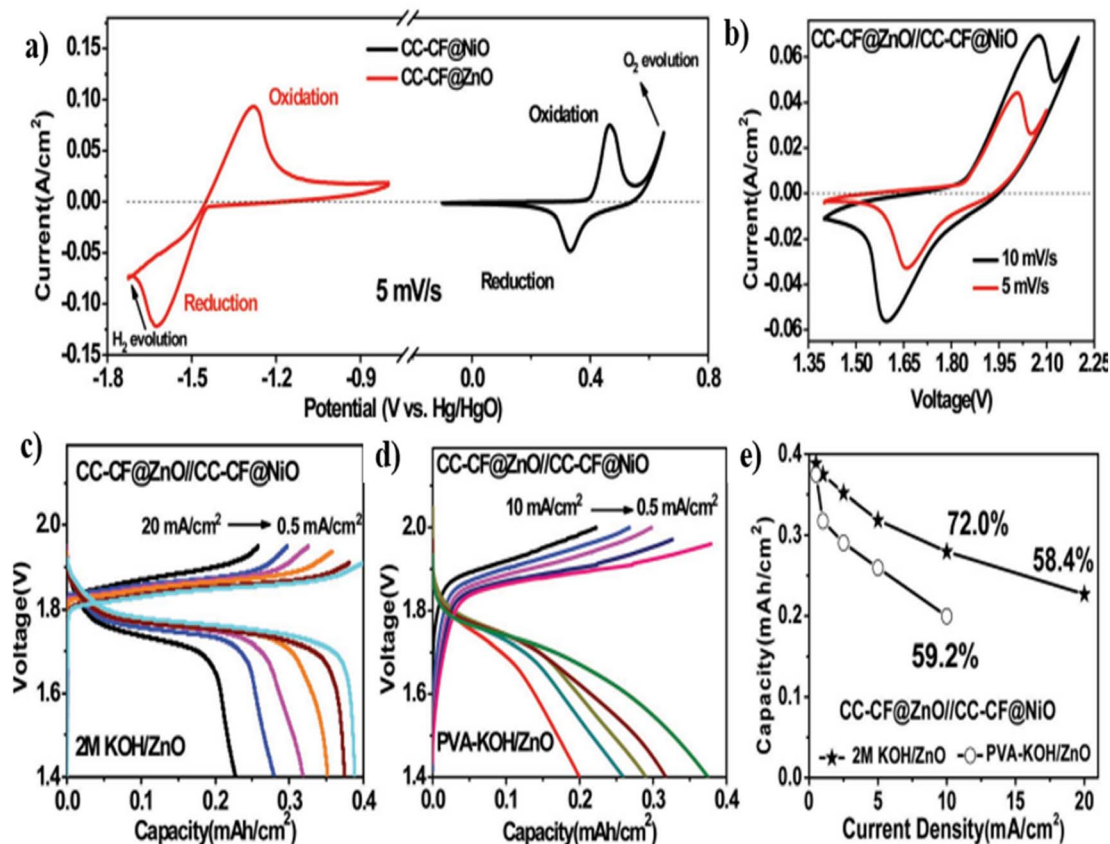 a)
CC-CF@NiO
CC-CF@ZnO
O2 evolution
Oxidation
Oxidation
Reduction
Reduction
H2 evolution
5 mV/s
Current(A/cm2)
0.15
0.10
0.05
0.00
-0.05
-0.10
-0.15
-1.8 -1.5 -1.2 -0.9 0.0 0.4 0.8
Potential (V vs. Hg/HgO)
b)
CC-CF@ZnO//CC-CF@NiO
10 mV/s
5 mV/s
Current(A/cm2)
0.06
0.04
0.02
0.00
-0.02
-0.04
-0.06
1.35 1.50 1.65 1.80 1.95 2.10 2.25
Voltage(V)
c)
CC-CF@ZnO//CC-CF@NiO
20 mA/cm2 0.5 mA/cm2
Voltage(V)
2.0
1.8
1.6
1.4
2M KOH/ZnO
0.0 0.1 0.2 0.3 0.4
Capacity(mAh/cm2)
d)
CC-CF@ZnO//CC-CF@NiO
10 mA/cm2 0.5 mA/cm2
Voltage(V)
2.0
1.8
1.6
1.4
PVA-KOH/ZnO
0.0 0.1 0.2 0.3 0.4
Capacity(mAh/cm2)
e)
Capacity(mAh/cm2)
0.4
0.3
0.2
0.1
0.0
72.0%
58.4%
59.2%
CC-CF@ZnO//CC-CF@NiO
2M KOH/ZnO PVA-KOH/ZnO
0 5 10 15 20
Current Density(mA/cm2)